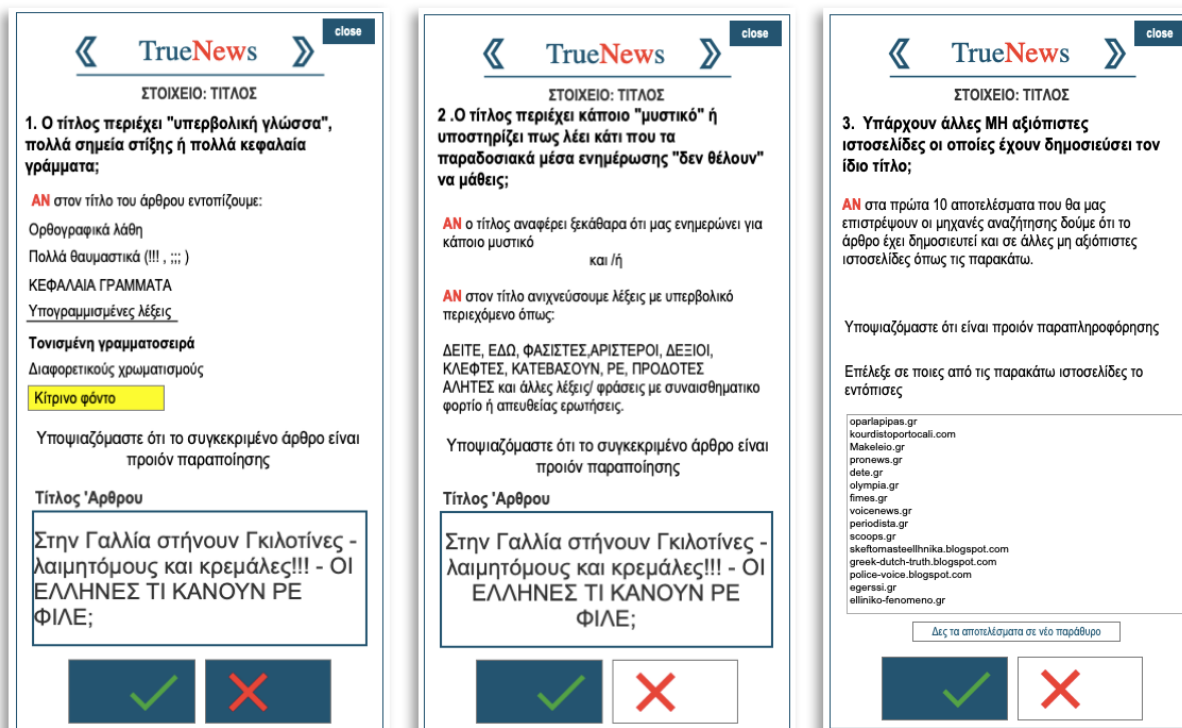 close
TrueNews
ΣΤΟΙΧΕΙΟ: ΤΙΤΛΟΣ
1. Ο τίτλος περιέχει "υπερβολική γλώσσα",
πολλά σημεία στίξης ή πολλά κεφαλαία
γράμματα;
ΑΝ στον τίτλο του άρθρου εντοπίζουμε:
Ορθογραφικά λάθη
Πολλά θαυμαστικά (!!! , ;;; )
ΚΕΦΑΛΑΙΑ ΓΡΑΜΜΑΤΑ
Υπογραμμισμένες λέξεις
Τονισμένη γραμματοσειρά
Διαφορετικούς χρωματισμούς
Κίτρινο φόντο
Υποψιαζόμαστε ότι το συγκεκριμένο άρθρο είναι
προιόν παραποίησης
Τίτλος 'Αρθρου
Στην Γαλλία στήνουν Γκιλοτίνες -
λαιμητόμους και κρεμάλες!!! - ΟΙ
ΕΛΛΗΝΕΣ ΤΙ ΚΑΝΟΥΝ ΡΕ
ΦΙΛΕ;
close
TrueNews
ΣΤΟΙΧΕΙΟ: ΤΙΤΛΟΣ
2 .Ο τίτλος περιέχει κάποιο "μυστικό" ή
υποστηρίζει πως λέει κάτι που τα
παραδοσιακά μέσα ενημέρωσης "δεν θέλουν"
να μάθεις;
ΑΝ ο τίτλος αναφέρει ξεκάθαρα ότι μας ενημερώνει για
κάποιο μυστικό
και /ή
ΑΝ στον τίτλο ανιχνεύσουμε λέξεις με υπερβολικό
περιεχόμενο όπως:
ΔΕΙΤΕ, ΕΔΩ, ΦΑΣΙΣΤΕΣ,ΑΡΙΣΤΕΡΟΙ, ΔΕΞΙΟΙ,
ΚΛΕΦΤΕΣ, ΚΑΤΕΒΑΣΟΥΝ, ΡΕ, ΠΡΟΔΟΤΕΣ
ΑΛΗΤΕΣ και άλλες λέξεις/ φράσεις με συναισθηματικο
φορτίο ή απευθείας ερωτήσεις.
Υποψιαζόμαστε ότι το συγκεκριμένο άρθρο είναι
προιόν παραποίησης
Τίτλος 'Αρθρου
Στην Γαλλία στήνουν Γκιλοτίνες -
λαιμητόμους και κρεμάλες!!! - ΟΙ
ΕΛΛΗΝΕΣ ΤΙ ΚΑΝΟΥΝ ΡΕ
ΦΙΛΕ;
close
TrueNews
ΣΤΟΙΧΕΙΟ: ΤΙΤΛΟΣ
3. Υπάρχουν άλλες ΜΗ αξιόπιστες
ιστοσελίδες οι οποίες έχουν δημοσιεύσει τον
ίδιο τίτλο;
ΑΝ στα πρώτα 10 αποτελέσματα που θα μας
επιστρέψουν οι μηχανές αναζήτησης δούμε ότι το
άρθρο έχει δημοσιευτεί και σε άλλες μη αξιόπιστες
ιστοσελίδες όπως τις παρακάτω.
Υποψιαζόμαστε ότι είναι προιόν παραπληροφόρησης
Επέλεξε σε ποιες από τις παρακάτω ιστοσελίδες το
εντόπισες
oparlapipas.gr
kourdistoportocali.com
Makeleio.gr
pronews.gr
dete.gr
olympia.gr
fimes.gr
voicenews.gr
periodista.gr
scoops.gr
skeftomasteellhnika.blogspot.com
greek-dutch-truth.blogspot.com
police-voice.blogspot.com
egerssi.gr
elliniko-fenomeno.gr
Δες τα αποτελέσματα σε νέο παράθυρο